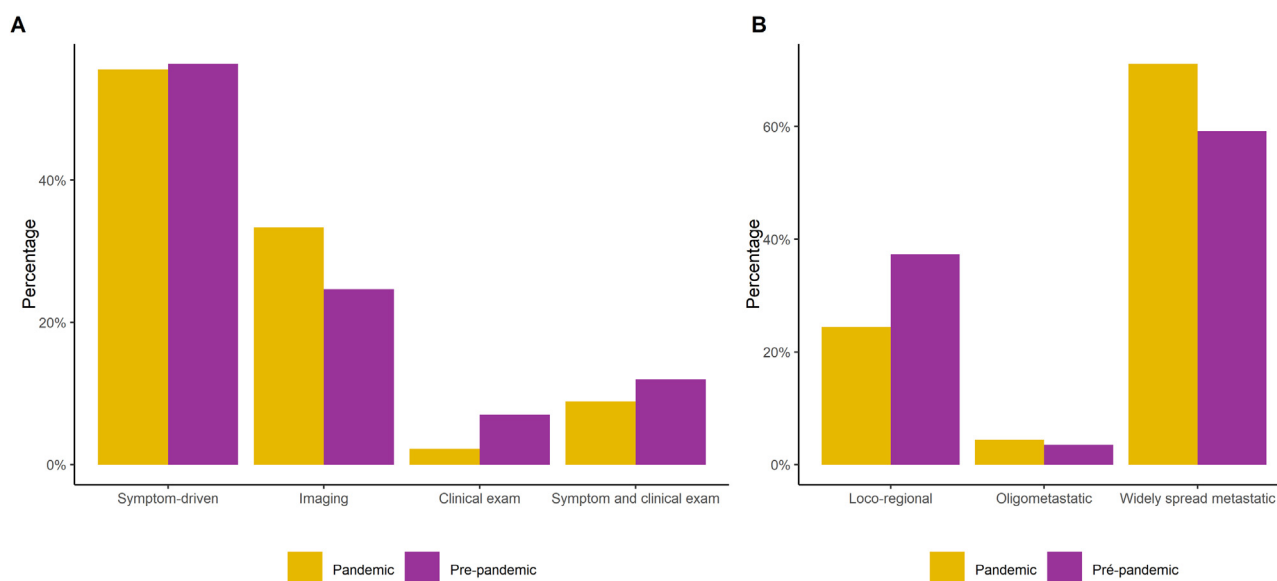 A
Percentage
40%
20%
0%
Symptom-driven
Imaging
Clinical exam
Symptom and clinical exam
Pandemic
Pre-pandemic
B
Percentage
60%
40%
20%
0%
Loco-regional
Oligometastatic
Widely spread metastatic
Pandemic
Pré-pandemic